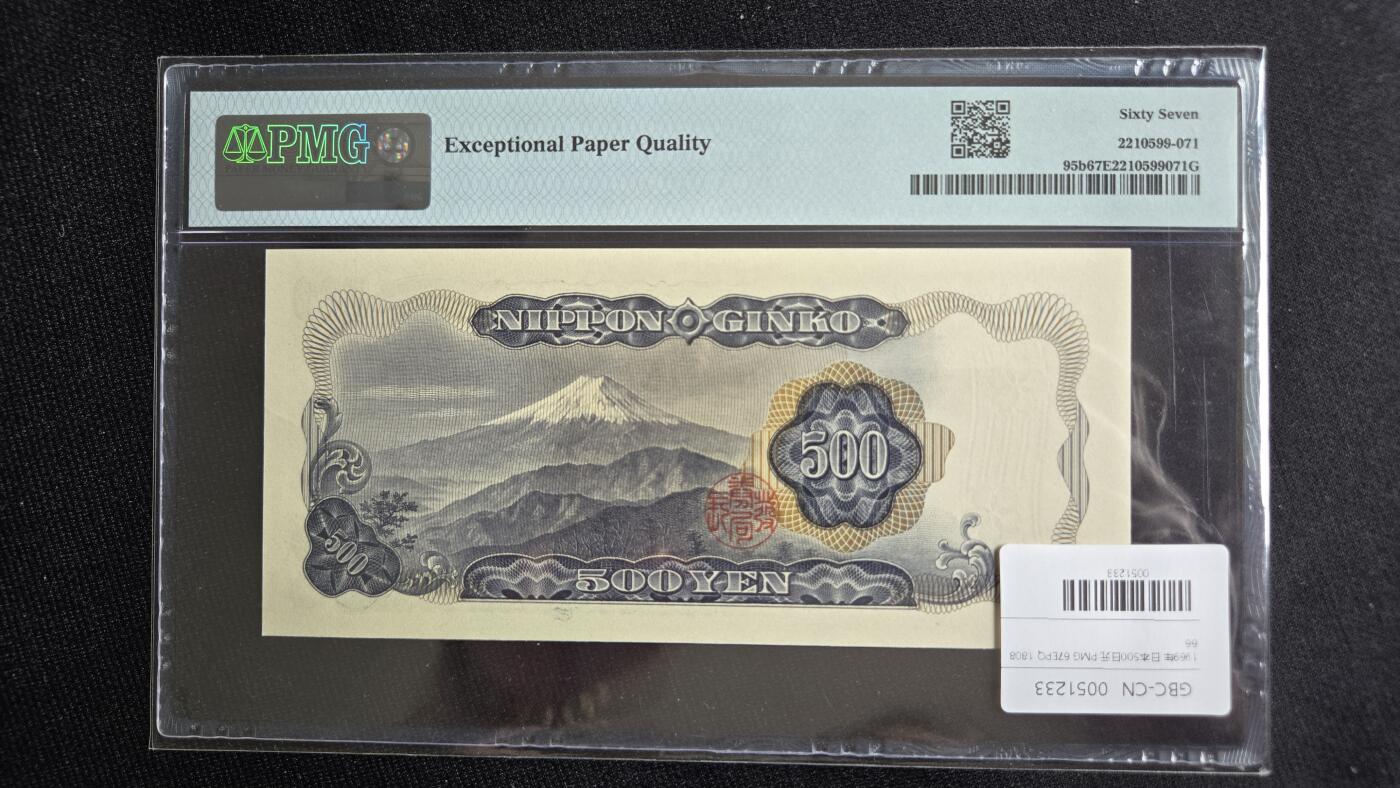 PMG
Exceptional Paper Quality
Sixty Seven
2210599-071
95b67E2210599071G
NIPPON GINKO
500
500
500 YEN
GBC-CN 0051233
1969年 日本500日元 PMG 67EPQ 1808
66
0051233